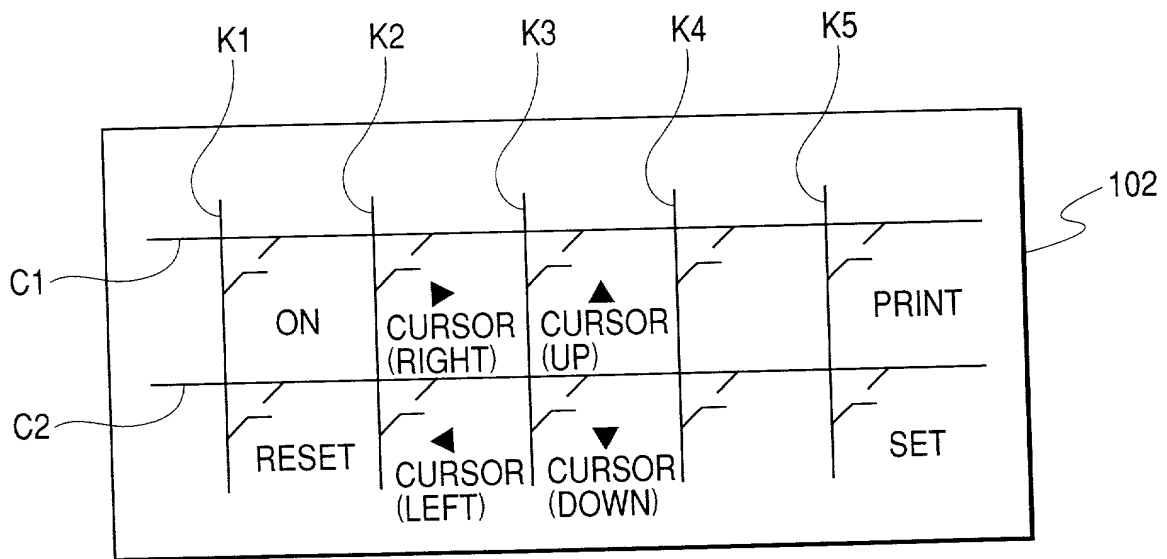 K1 K2 K3 K4 K5
102
C1
ON
CURSOR
(RIGHT)
CURSOR
(UP)
PRINT
C2
RESET
CURSOR
(LEFT)
CURSOR
(DOWN)
SET